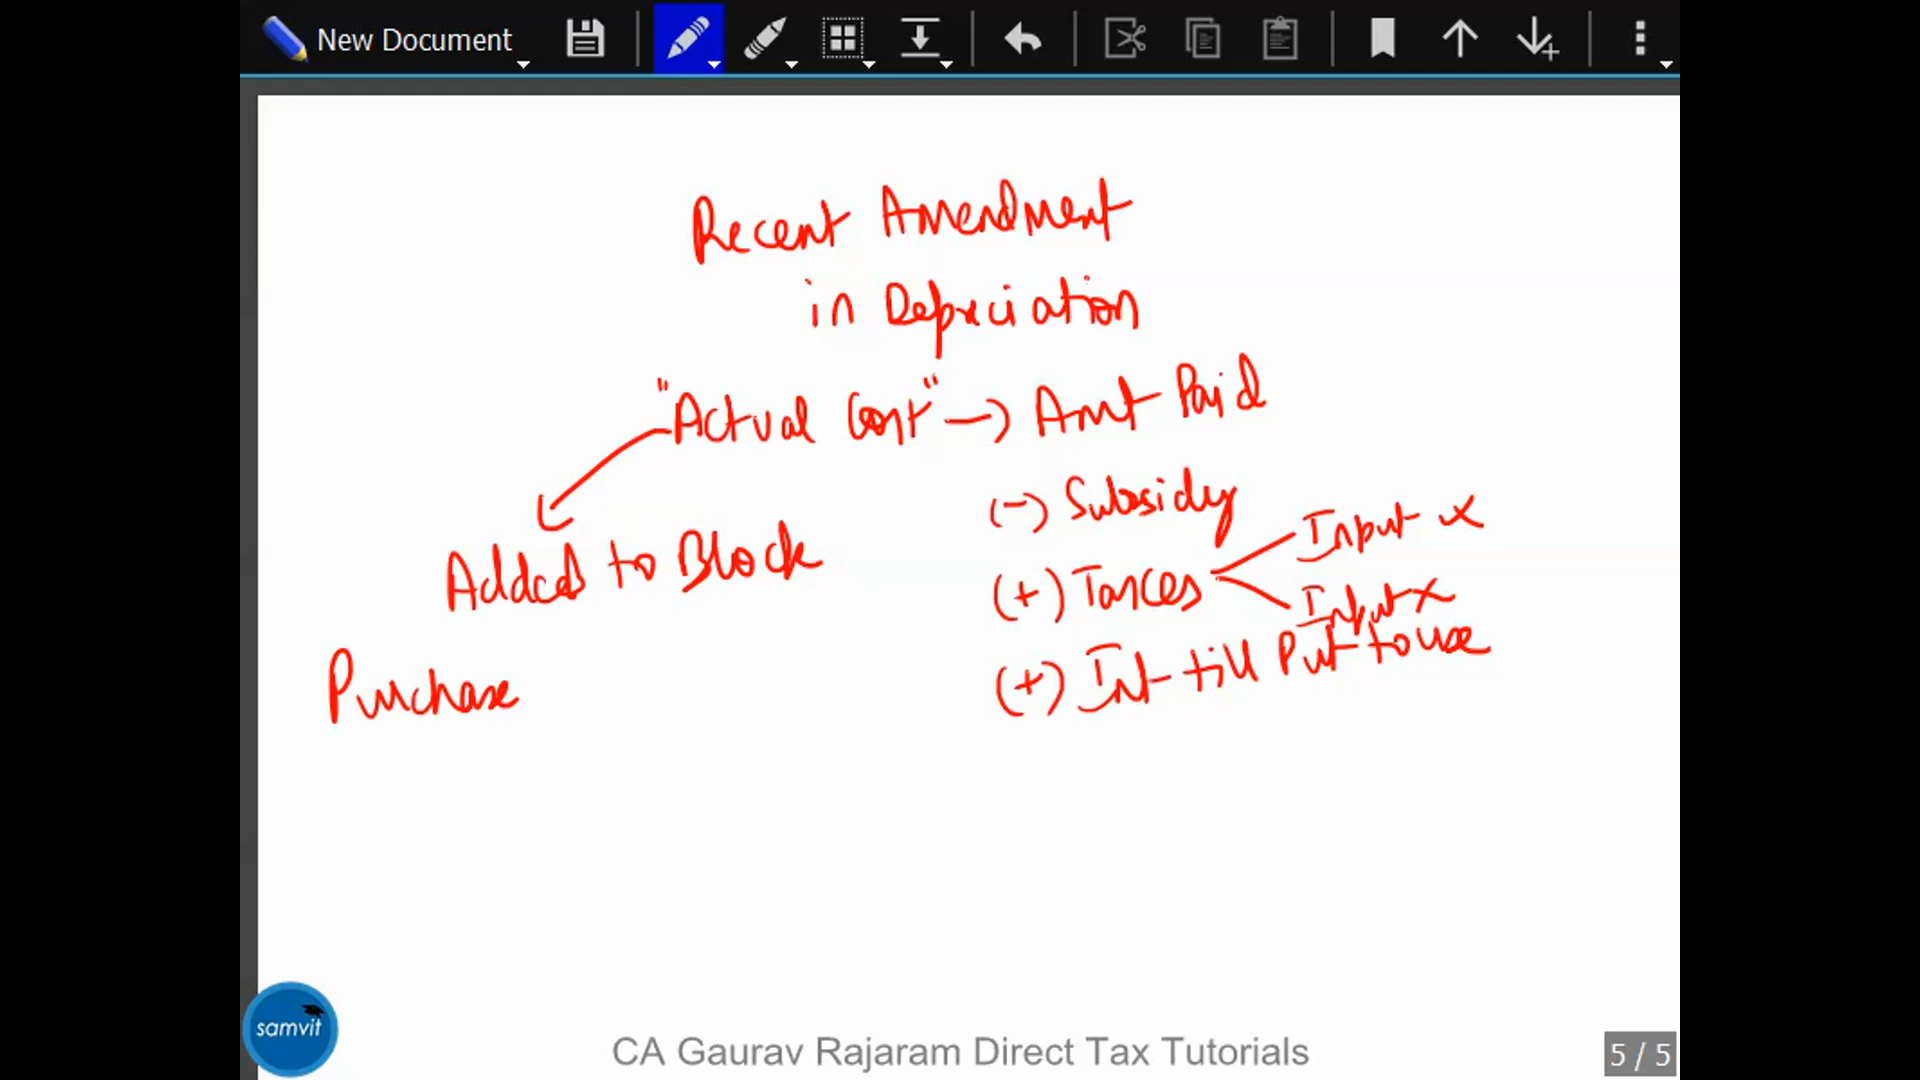 New Document
Recent Amendment
in Depreciation
"Actual Cost" → Amt Paid
(-) Subsidy
Input x
Added to Block
(+) Taxes
Input x
(+) Int till Put to use
Purchase
samvit
CA Gaurav Rajaram Direct Tax Tutorials
5 / 5